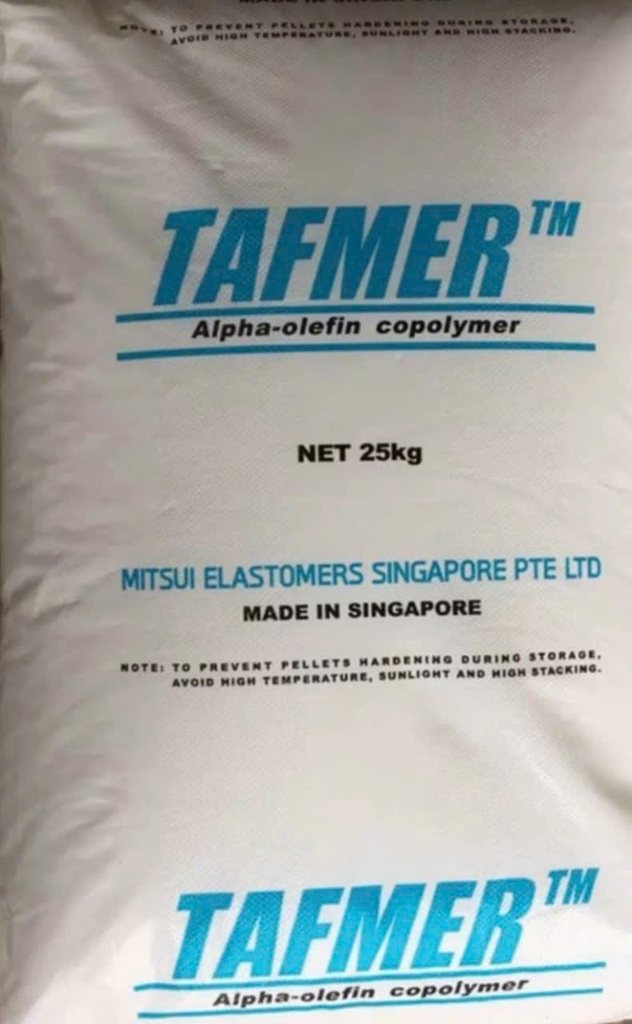 NOTE: TO PREVENT PELLETS HARDENING DURING STORAGE,
AVOID HIGH TEMPERATURE, SUNLIGHT AND HIGH STACKING.
TAFMER™
Alpha-olefin copolymer
NET 25kg
MITSUI ELASTOMERS SINGAPORE PTE LTD
MADE IN SINGAPORE
NOTE: TO PREVENT PELLETS HARDENING DURING STORAGE,
AVOID HIGH TEMPERATURE, SUNLIGHT AND HIGH STACKING.
TAFMER™
Alpha-olefin copolymer